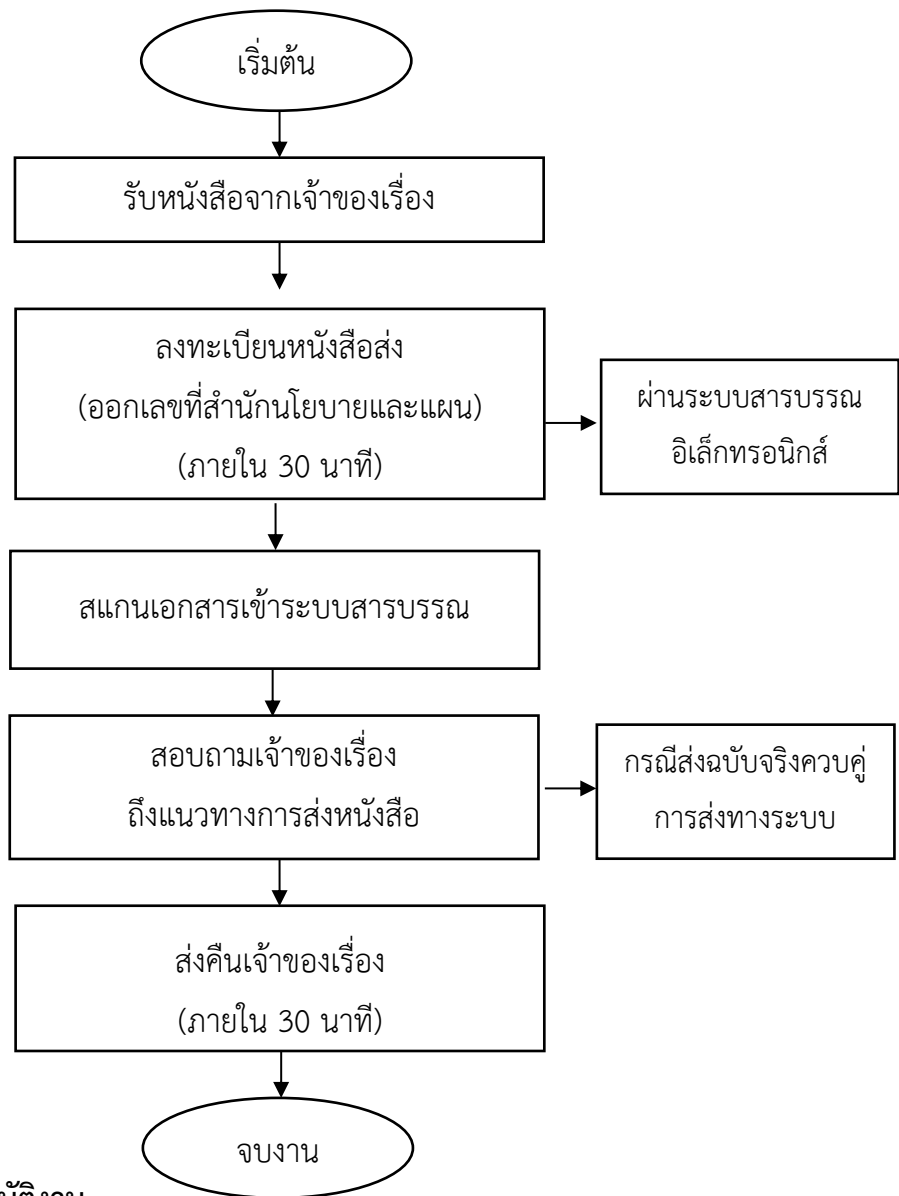 เริ่มต้น
รับหนังสือจากเจ้าของเรื่อง
ลงทะเบียนหนังสือส่ง
(ออกเลขที่สำนักนโยบายและแผน)
(ภายใน 30 นาที)
ผ่านระบบสารบรรณ
อิเล็กทรอนิกส์
สแกนเอกสารเข้าระบบสารบรรณ
สอบถามเจ้าของเรื่อง
ถึงแนวทางการส่งหนังสือ
กรณีส่งฉบับจริงควบคู่
การส่งทางระบบ
ส่งคืนเจ้าของเรื่อง
(ภายใน 30 นาที)
จบงาน